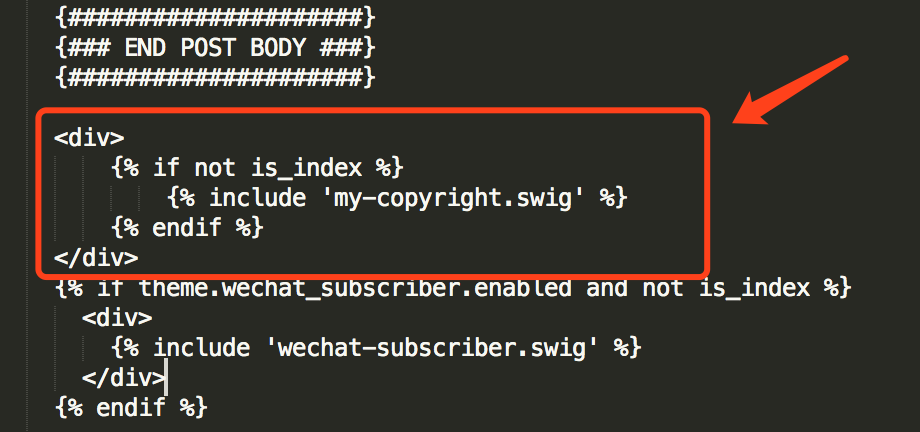 {#####################}
{### END POST BODY ###}
{#####################}
<div>
{% if not is_index %}
{% include 'my-copyright.swig' %}
{% endif %}
</div>
{% if theme.wechat_subscriber.enabled and not is_index %}
<div>
{% include 'wechat-subscriber.swig' %}
</div>
{% endif %}